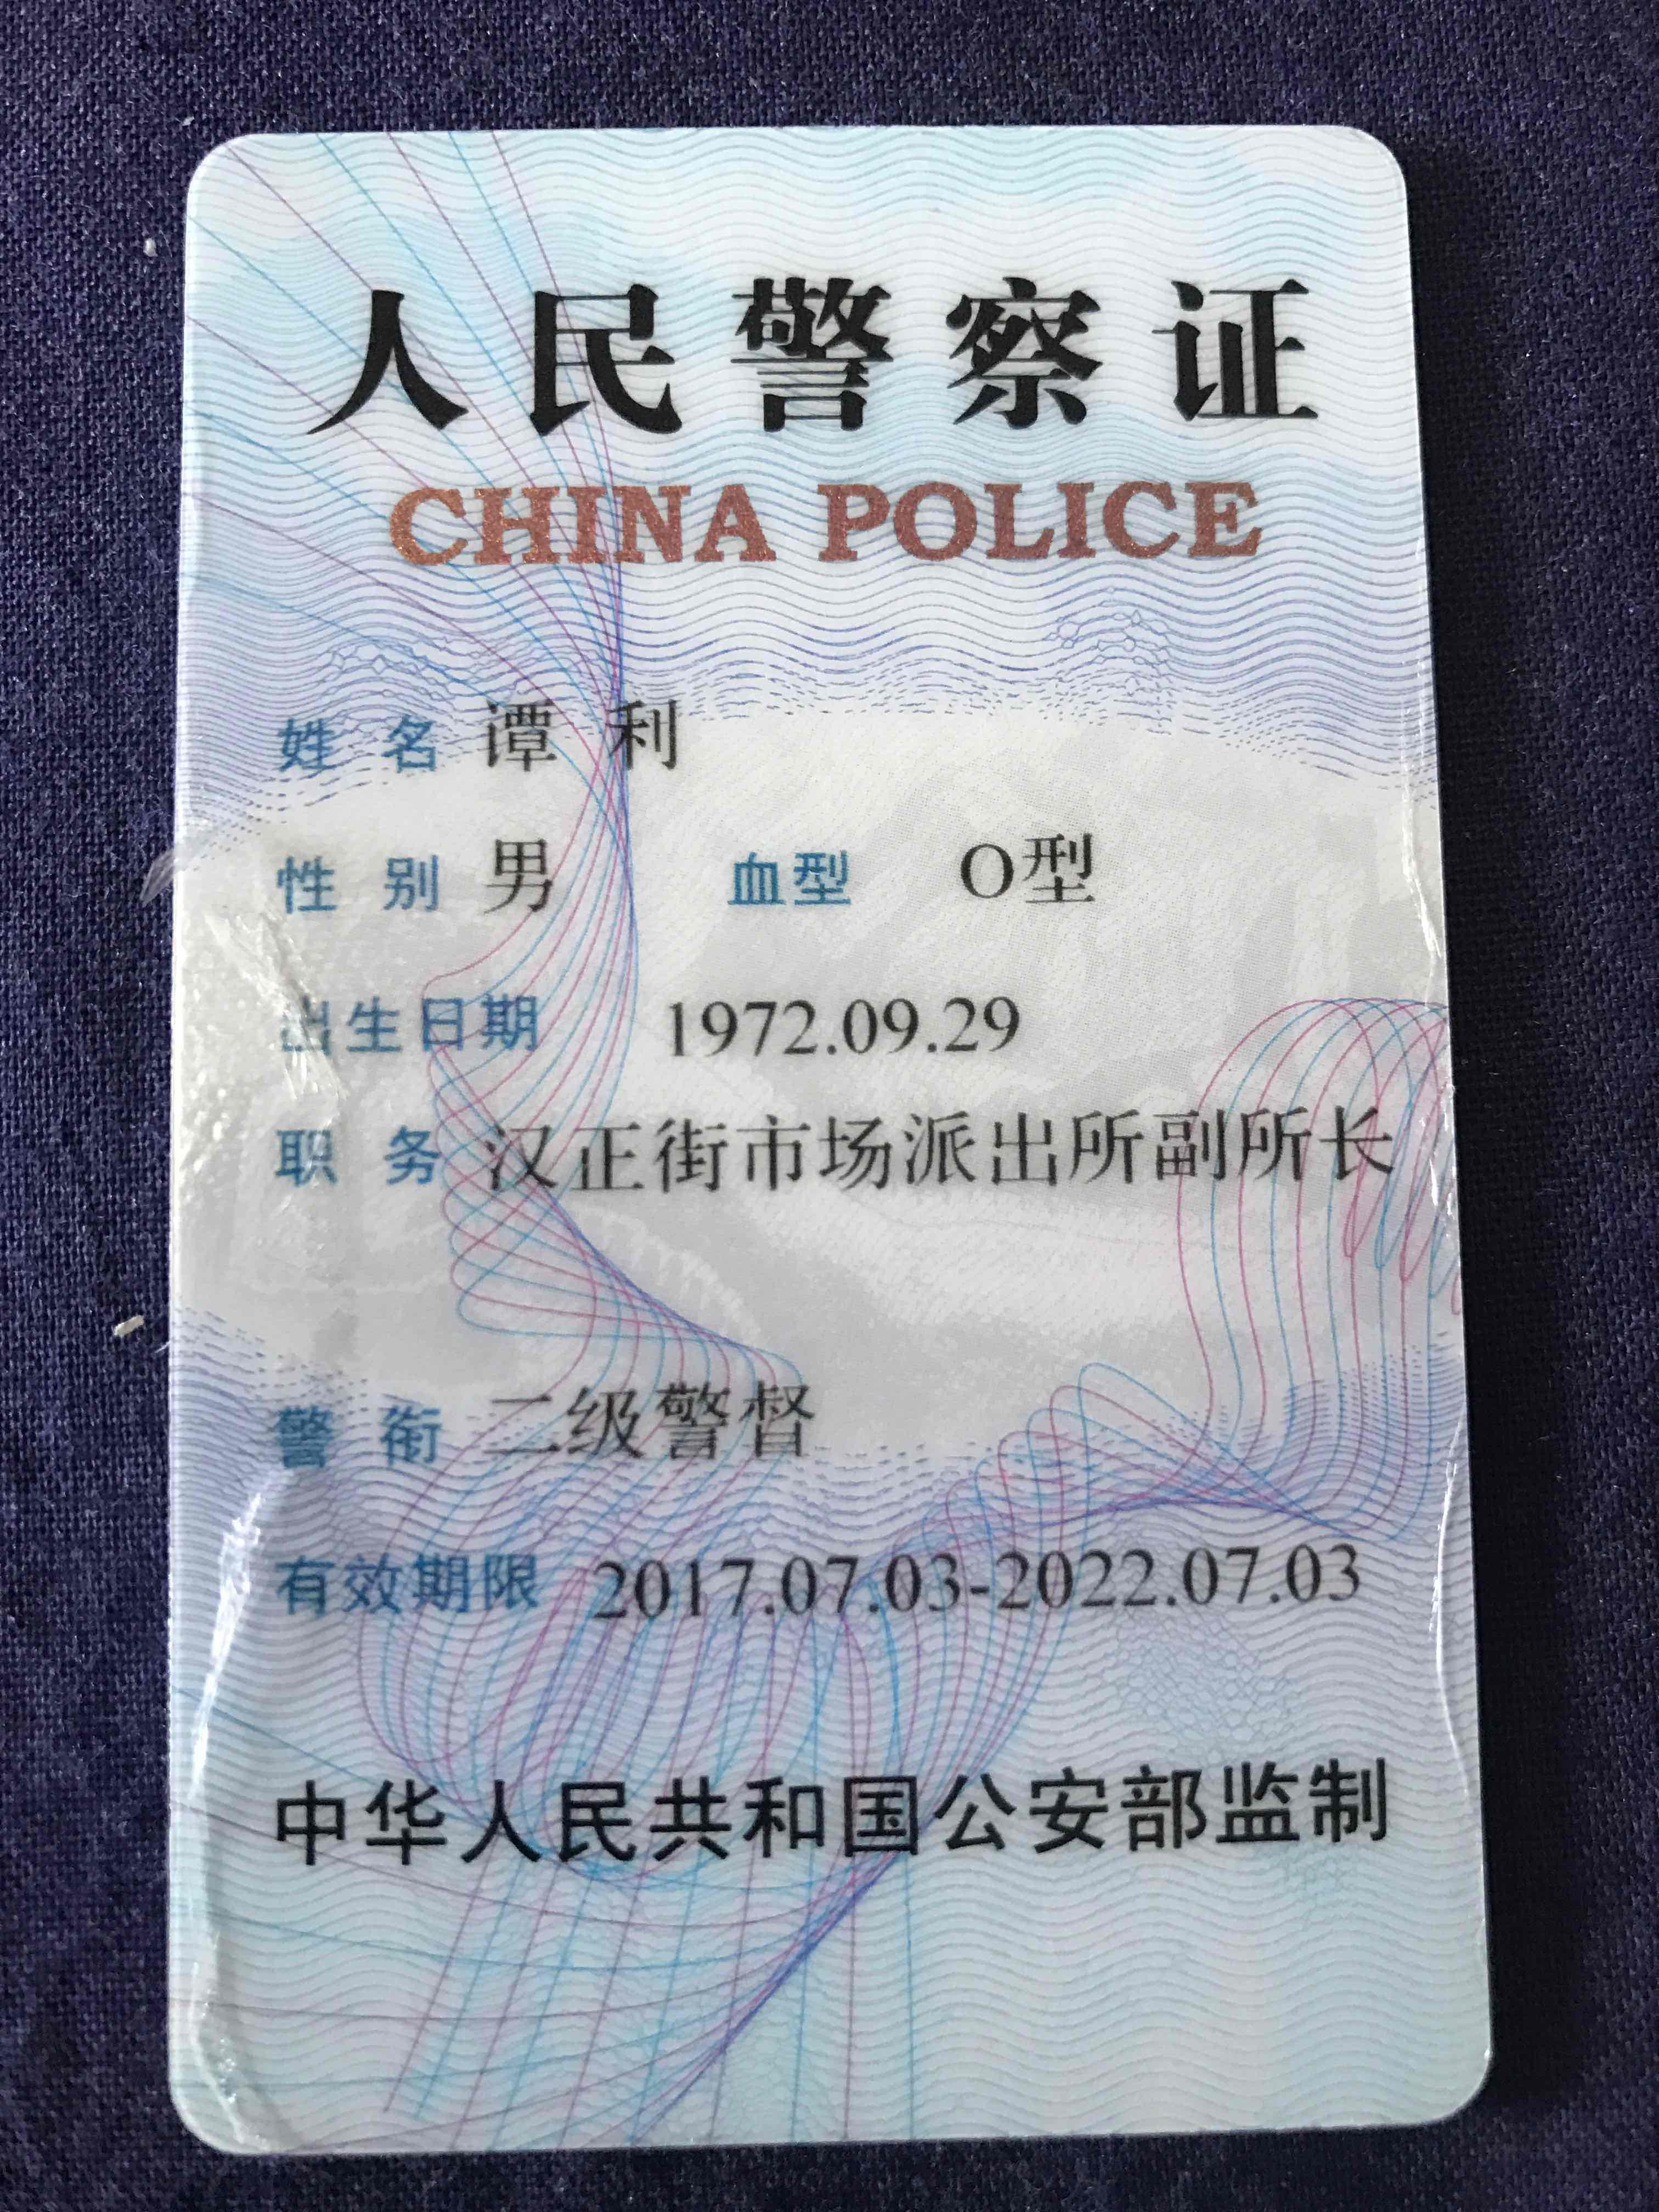 人民警察证
CHINA POLICE
姓名 谭利
性别 男 血型 O型
出生日期 1972.09.29
职务 汉正街市场派出所副所长
警衔 二级警督
有效期限 2017.07.03-2022.07.03
中华人民共和国公安部监制